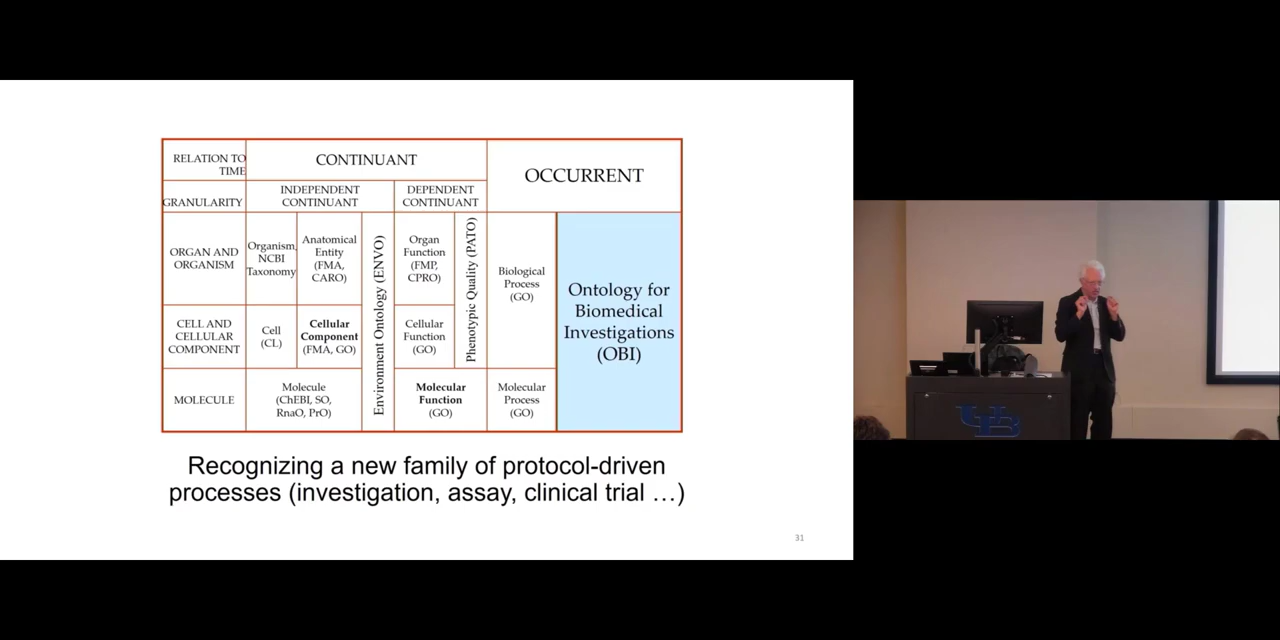 RELATION TO
TIME
CONTINUANT
OCCURRENT
GRANULARITY
INDEPENDENT
CONTINUANT
DEPENDENT
CONTINUANT
ORGAN AND
ORGANISM
Organism,
NCBI
Taxonomy
Anatomical
Entity
(FMA,
CARO)
Environment Ontology (ENVO)
Organ
Function
(FMP,
CPRO)
Phenotypic Quality (PATO)
Biological
Process
(GO)
Ontology for
Biomedical
Investigations
(OBI)
CELL AND
CELLULAR
COMPONENT
Cell
(CL)
Cellular
Component
(FMA, GO)
Cellular
Function
(GO)
MOLECULE
Molecule
(ChEBI, SO,
RnaO, PrO)
Molecular
Function
(GO)
Molecular
Process
(GO)
Recognizing a new family of protocol-driven
processes (investigation, assay, clinical trial …)
31
UB